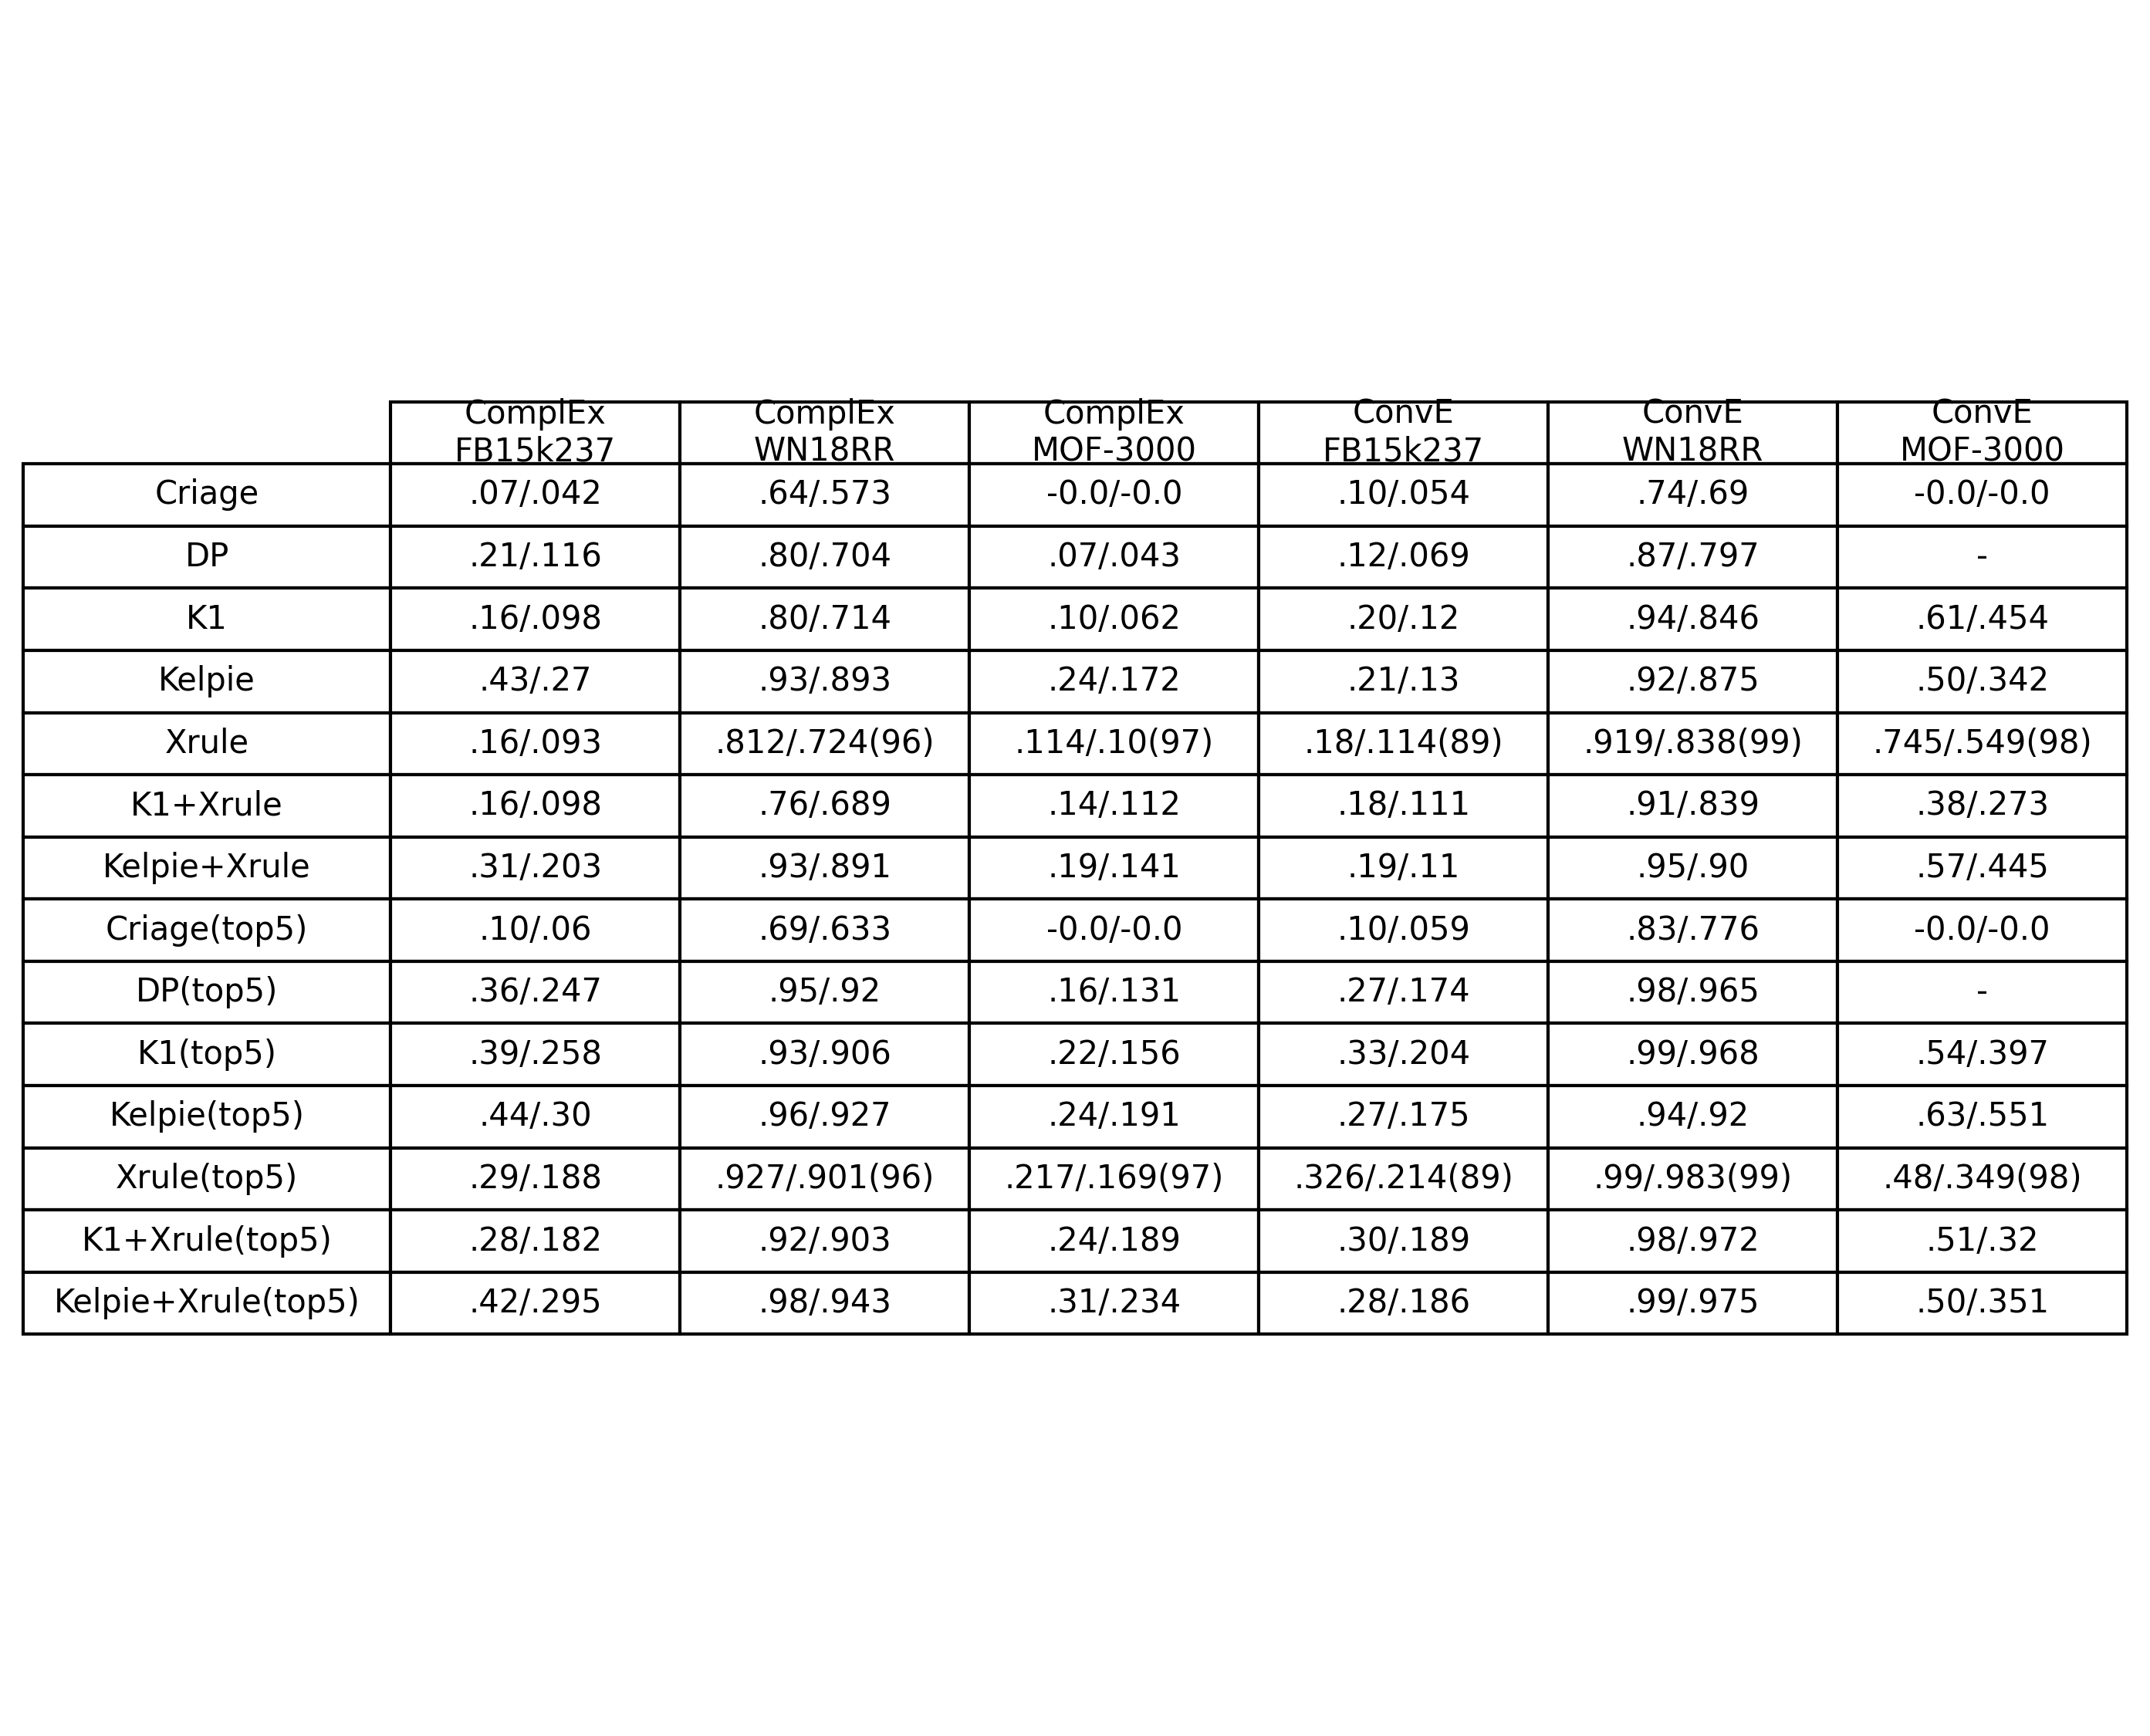 ComplEx FB15k237 ComplEx WN18RR ComplEx MOF-3000 ConvE FB15k237 ConvE WN18RR ConvE MOF-3000
Criage .07/.042 .64/.573 -0.0/-0.0 .10/.054 .74/.69 -0.0/-0.0
DP .21/.116 .80/.704 .07/.043 .12/.069 .87/.797 -
K1 .16/.098 .80/.714 .10/.062 .20/.12 .94/.846 .61/.454
Kelpie .43/.27 .93/.893 .24/.172 .21/.13 .92/.875 .50/.342
Xrule .16/.093 .812/.724(96) .114/.10(97) .18/.114(89) .919/.838(99) .745/.549(98)
K1+Xrule .16/.098 .76/.689 .14/.112 .18/.111 .91/.839 .38/.273
Kelpie+Xrule .31/.203 .93/.891 .19/.141 .19/.11 .95/.90 .57/.445
Criage(top5) .10/.06 .69/.633 -0.0/-0.0 .10/.059 .83/.776 -0.0/-0.0
DP(top5) .36/.247 .95/.92 .16/.131 .27/.174 .98/.965 -
K1(top5) .39/.258 .93/.906 .22/.156 .33/.204 .99/.968 .54/.397
Kelpie(top5) .44/.30 .96/.927 .24/.191 .27/.175 .94/.92 .63/.551
Xrule(top5) .29/.188 .927/.901(96) .217/.169(97) .326/.214(89) .99/.983(99) .48/.349(98)
K1+Xrule(top5) .28/.182 .92/.903 .24/.189 .30/.189 .98/.972 .51/.32
Kelpie+Xrule(top5) .42/.295 .98/.943 .31/.234 .28/.186 .99/.975 .50/.351